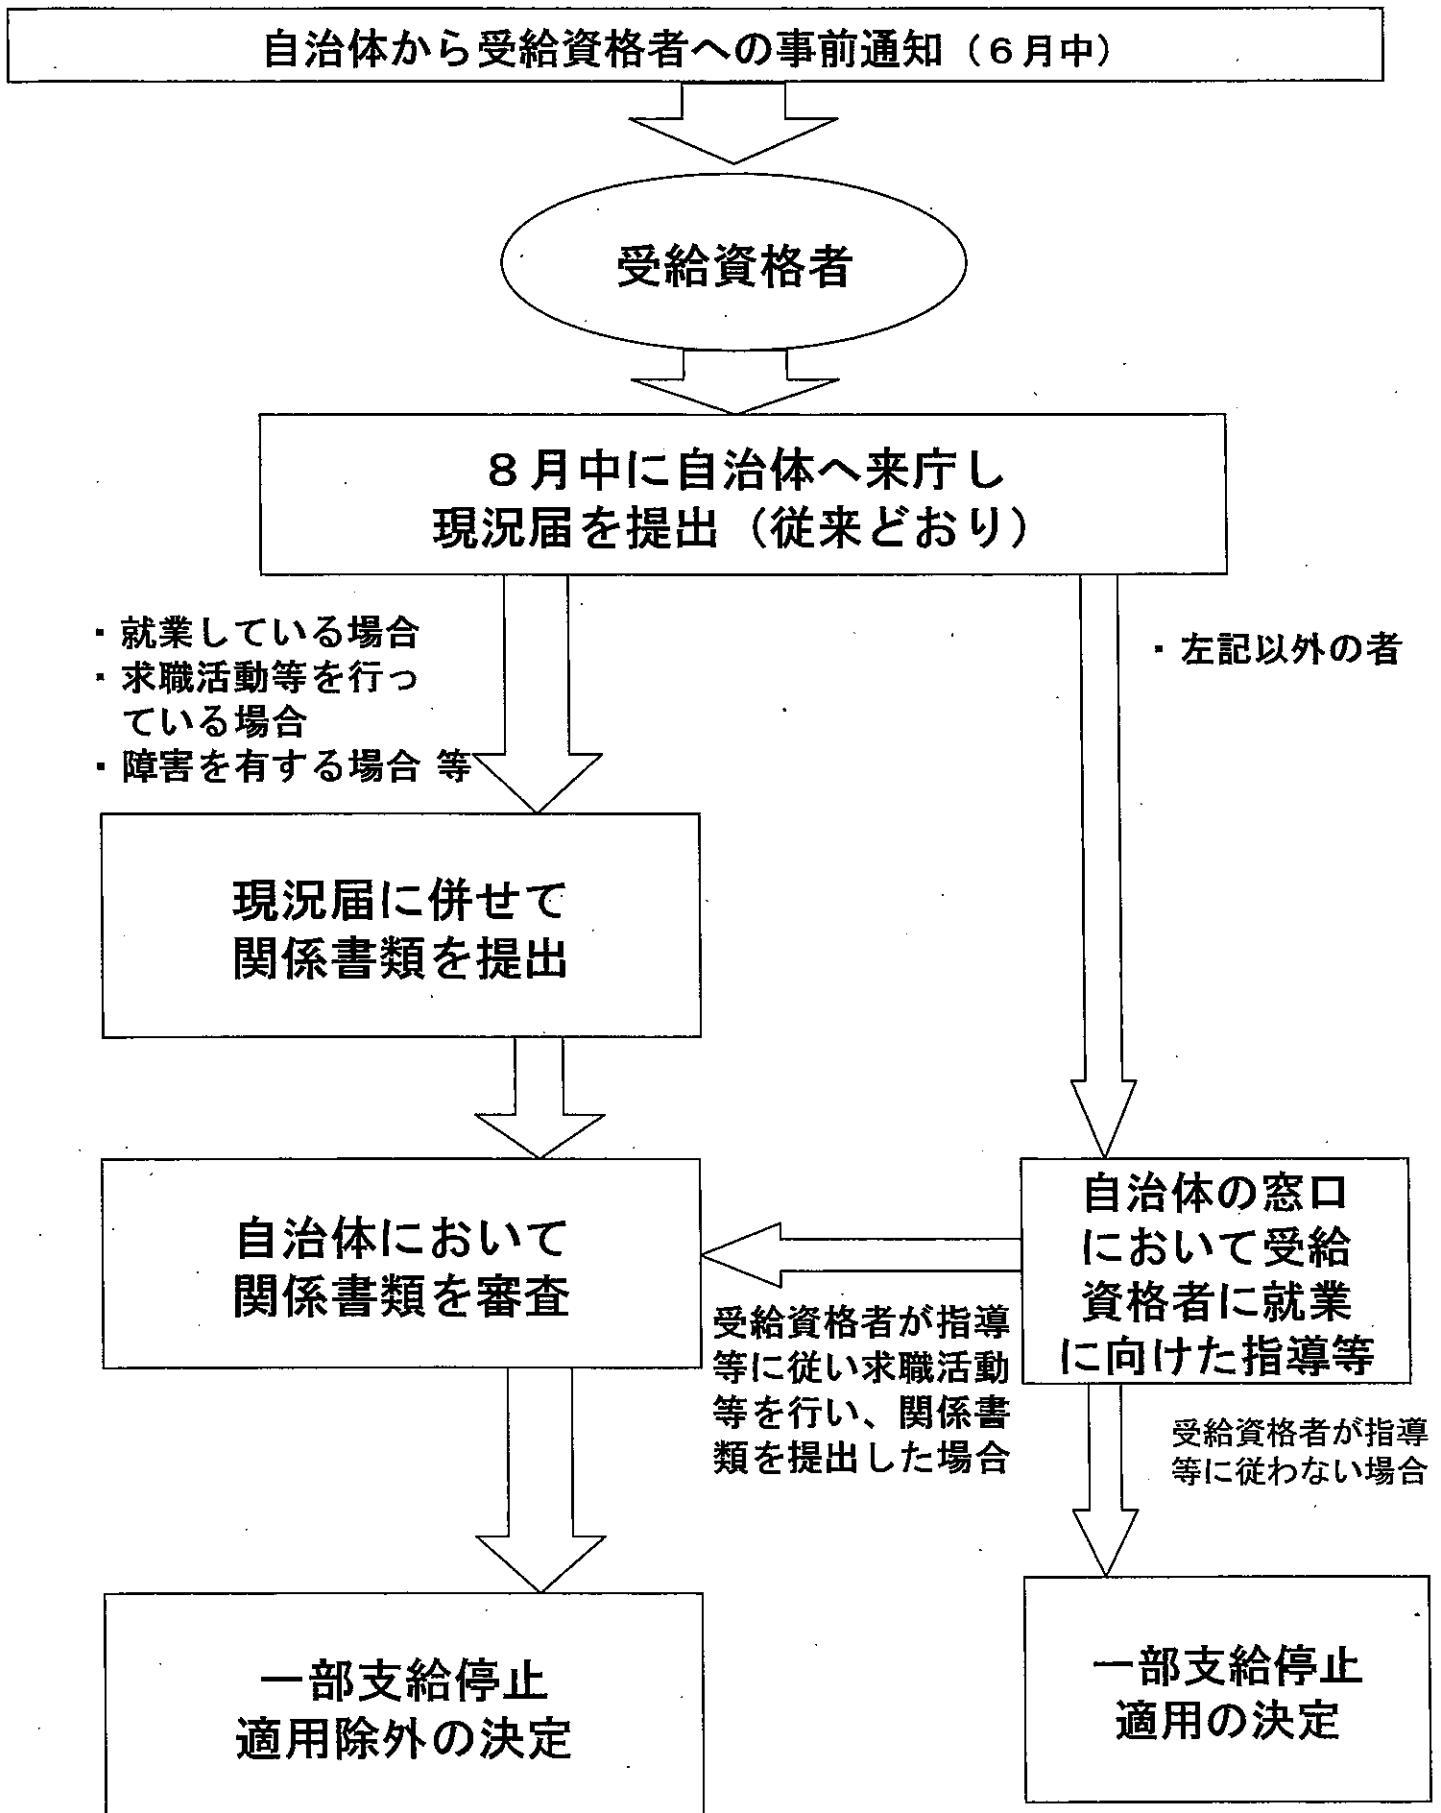 自治体から受給資格者への事前通知（６月中）
受給資格者
８月中に自治体へ来庁し
現況届を提出（従来どおり）
・就業している場合
・求職活動等を行っ
ている場合
・障害を有する場合 等
・左記以外の者
現況届に併せて
関係書類を提出
自治体において
関係書類を審査
自治体の窓口
において受給
資格者に就業
に向けた指導等
受給資格者が指導
等に従い求職活動
等を行い、関係書
類を提出した場合
受給資格者が指導
等に従わない場合
一部支給停止
適用除外の決定
一部支給停止
適用の決定